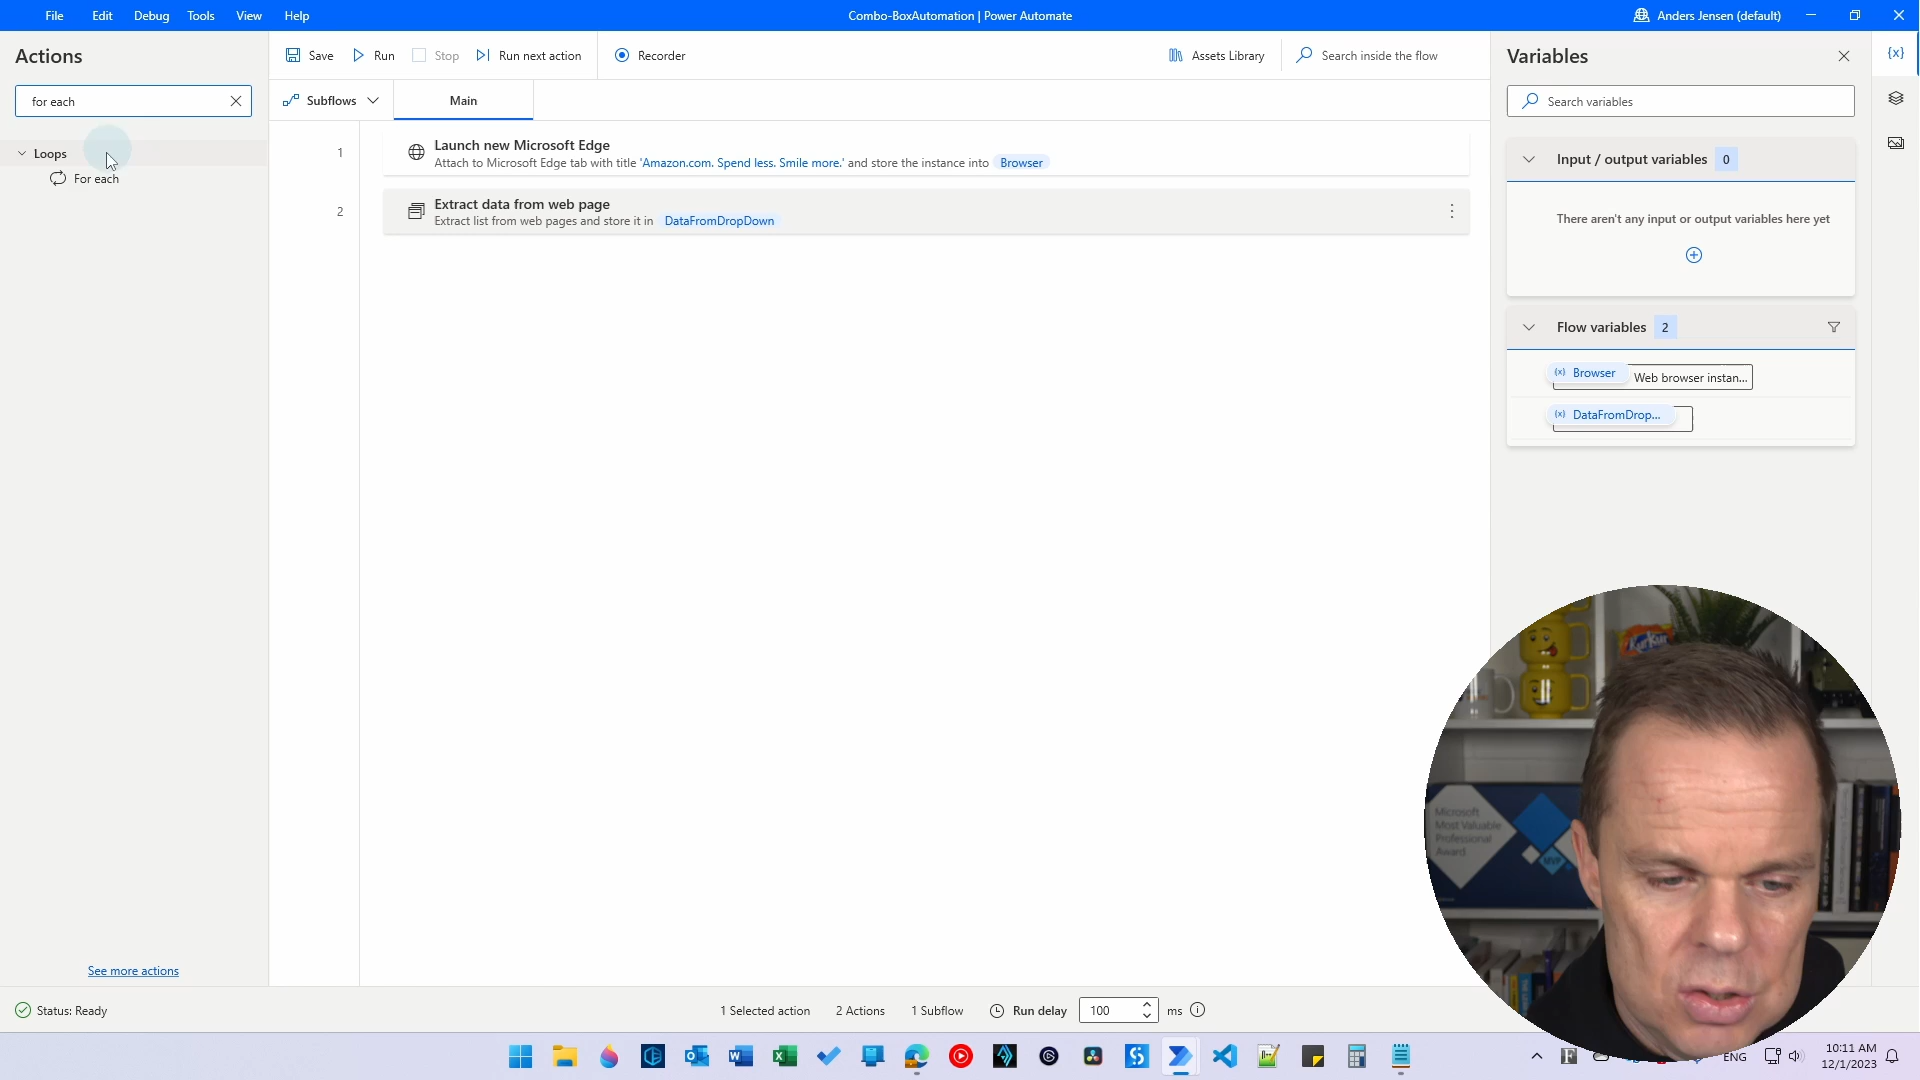 File Edit Debug Tools View Help
Combo-BoxAutomation | Power Automate
Anders Jensen (default)
Actions
Save Run Stop Run next action Recorder
Assets Library
Search inside the flow
Variables
{x}
for each
Subflows
Main
Search variables
Loops
For each
1
Launch new Microsoft Edge
Attach to Microsoft Edge tab with title 'Amazon.com. Spend less. Smile more.' and store the instance into Browser
2
Extract data from web page
Extract list from web pages and store it in DataFromDropDown
Input / output variables 0
There aren't any input or output variables here yet
Flow variables 2
(x) Browser Web browser instan...
(x) DataFromDrop...
Microsoft
Most Valuable
Professional
Award
MVP
See more actions
Status: Ready
1 Selected action 2 Actions 1 Subflow Run delay 100 ms
ENG
10:11 AM
12/1/2023